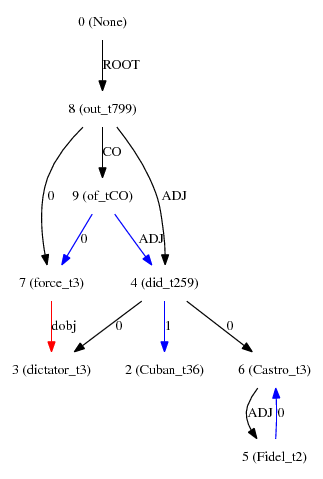 0 (None)
ROOT
8 (out_t799)
CO
0
9 (of_tCO)
ADJ
0
ADJ
7 (force_t3)
4 (did_t259)
dobj
0
1
0
3 (dictator_t3)
2 (Cuban_t36)
6 (Castro_t3)
ADJ
0
5 (Fidel_t2)